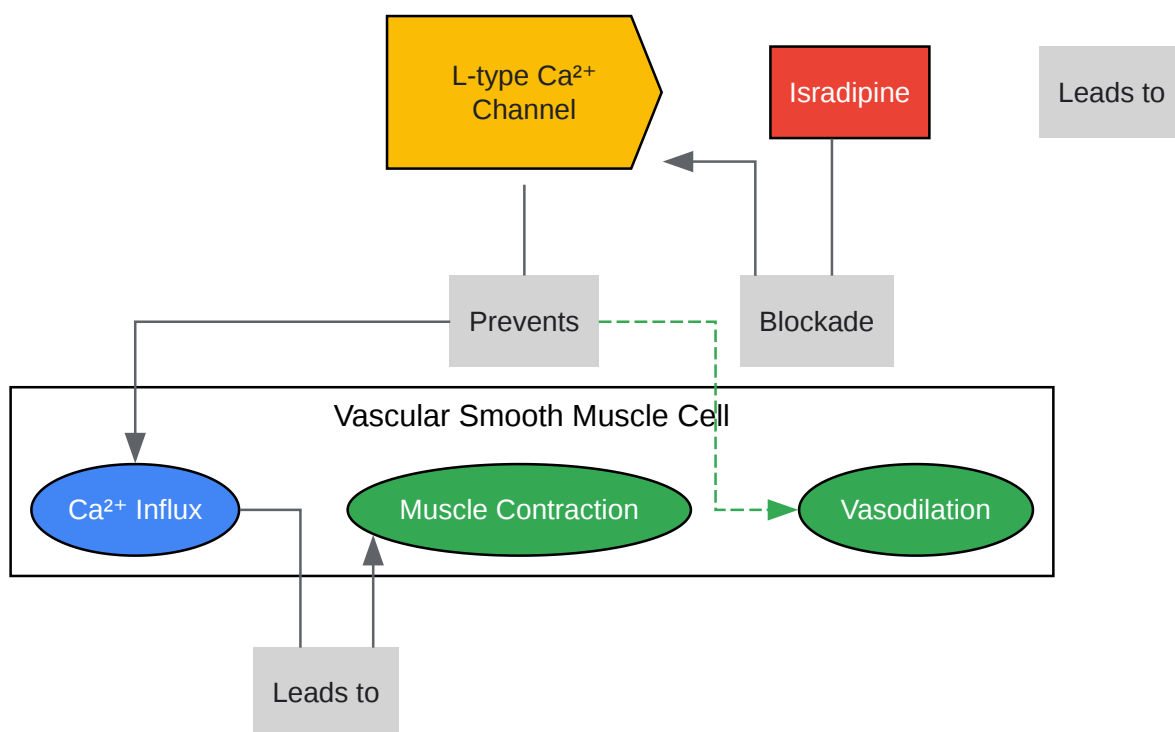 L-type Ca²⁺
Channel
Isradipine
Leads to
Prevents
Blockade
Vascular Smooth Muscle Cell
Ca²⁺ Influx
Muscle Contraction
Vasodilation
Leads to